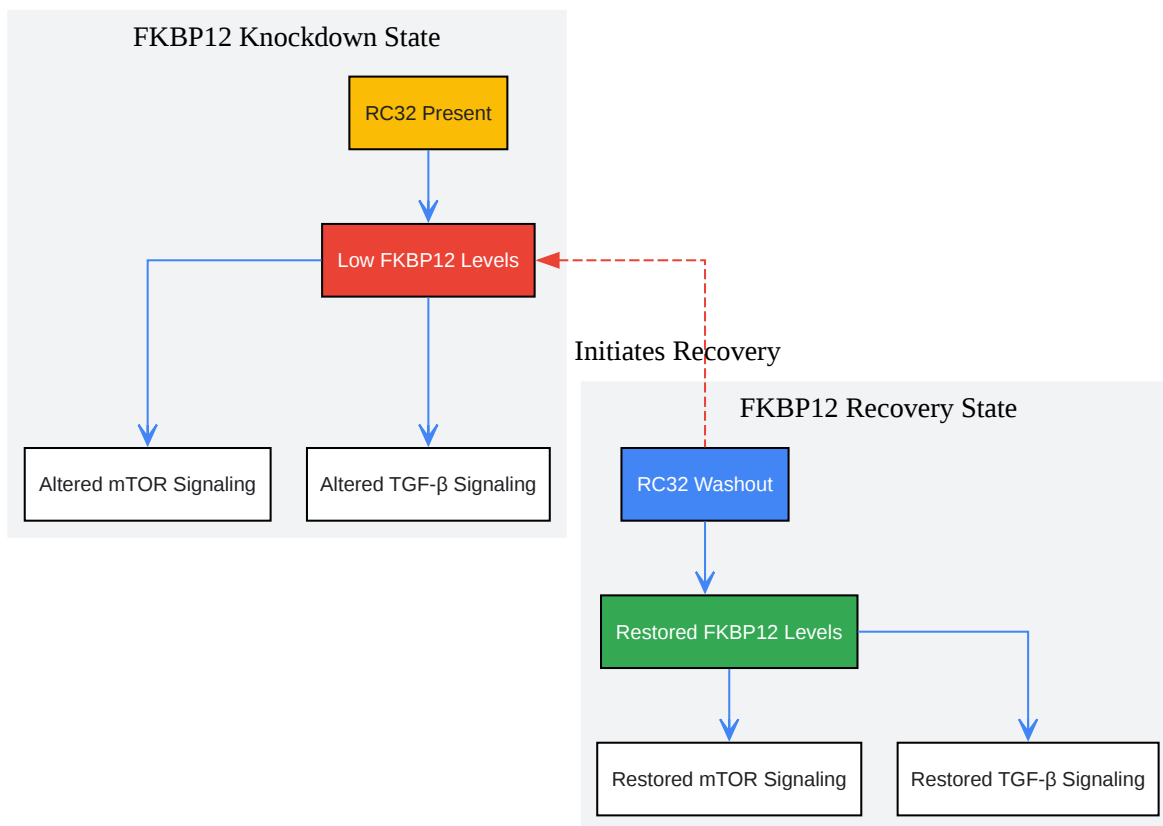 FKBP12 Knockdown State
RC32 Present
Low FKBP12 Levels
Altered mTOR Signaling
Altered TGF-β Signaling
Initiates Recovery
FKBP12 Recovery State
RC32 Washout
Restored FKBP12 Levels
Restored mTOR Signaling
Restored TGF-β Signaling